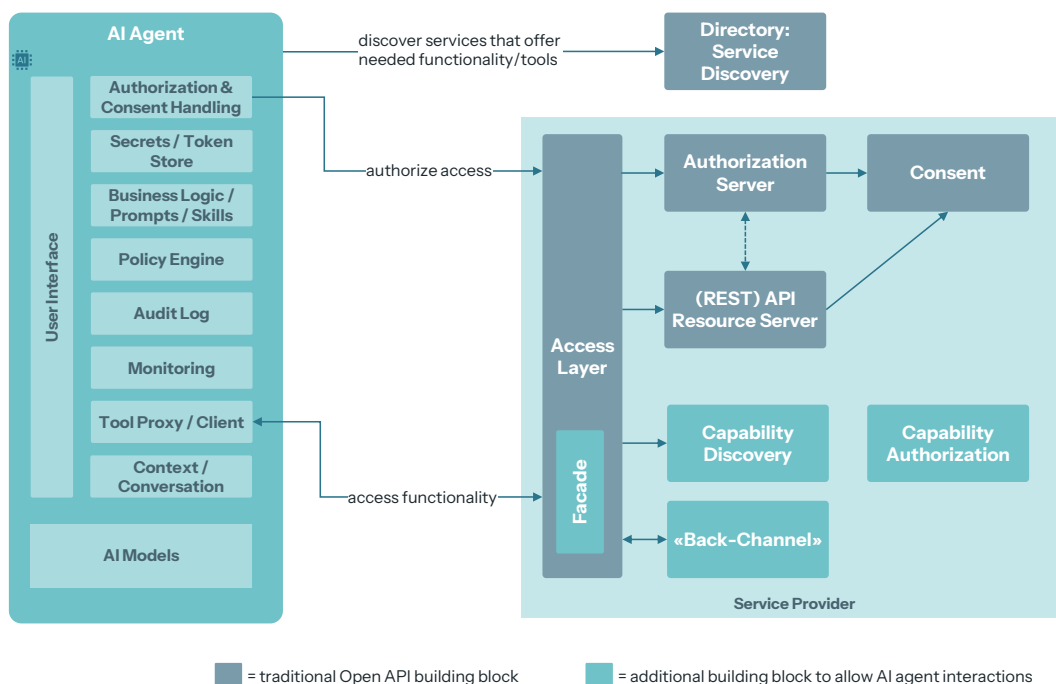 AI Agent
AI
Authorization &
Consent Handling
Secrets / Token
Store
Business Logic /
Prompts / Skills
Policy Engine
Audit Log
Monitoring
Tool Proxy / Client
Context /
Conversation
User Interface
AI Models
discover services that offer
needed functionality/tools
Directory:
Service
Discovery
authorize access
access functionality
Access
Layer
Facade
Authorization
Server
Consent
(REST) API
Resource Server
Capability
Discovery
Capability
Authorization
«Back-Channel»
Service Provider
= traditional Open API building block
= additional building block to allow AI agent interactions